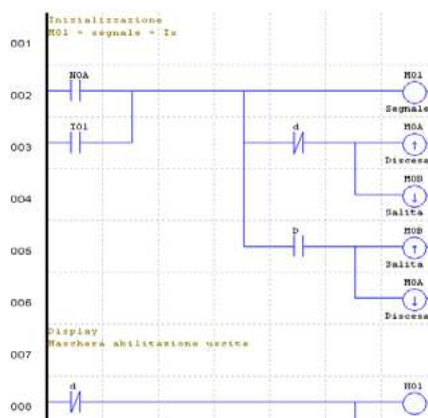 Inizializzazione
M01 = segnale = Ts
001
N0A
M01
002
Segnale
T01
d
M0A
003
Discesa
M0B
004
Salita
D
M0B
005
Salita
M0A
006
Discesa
Display
Maschera abilitazione uscite
007
d
M01
008